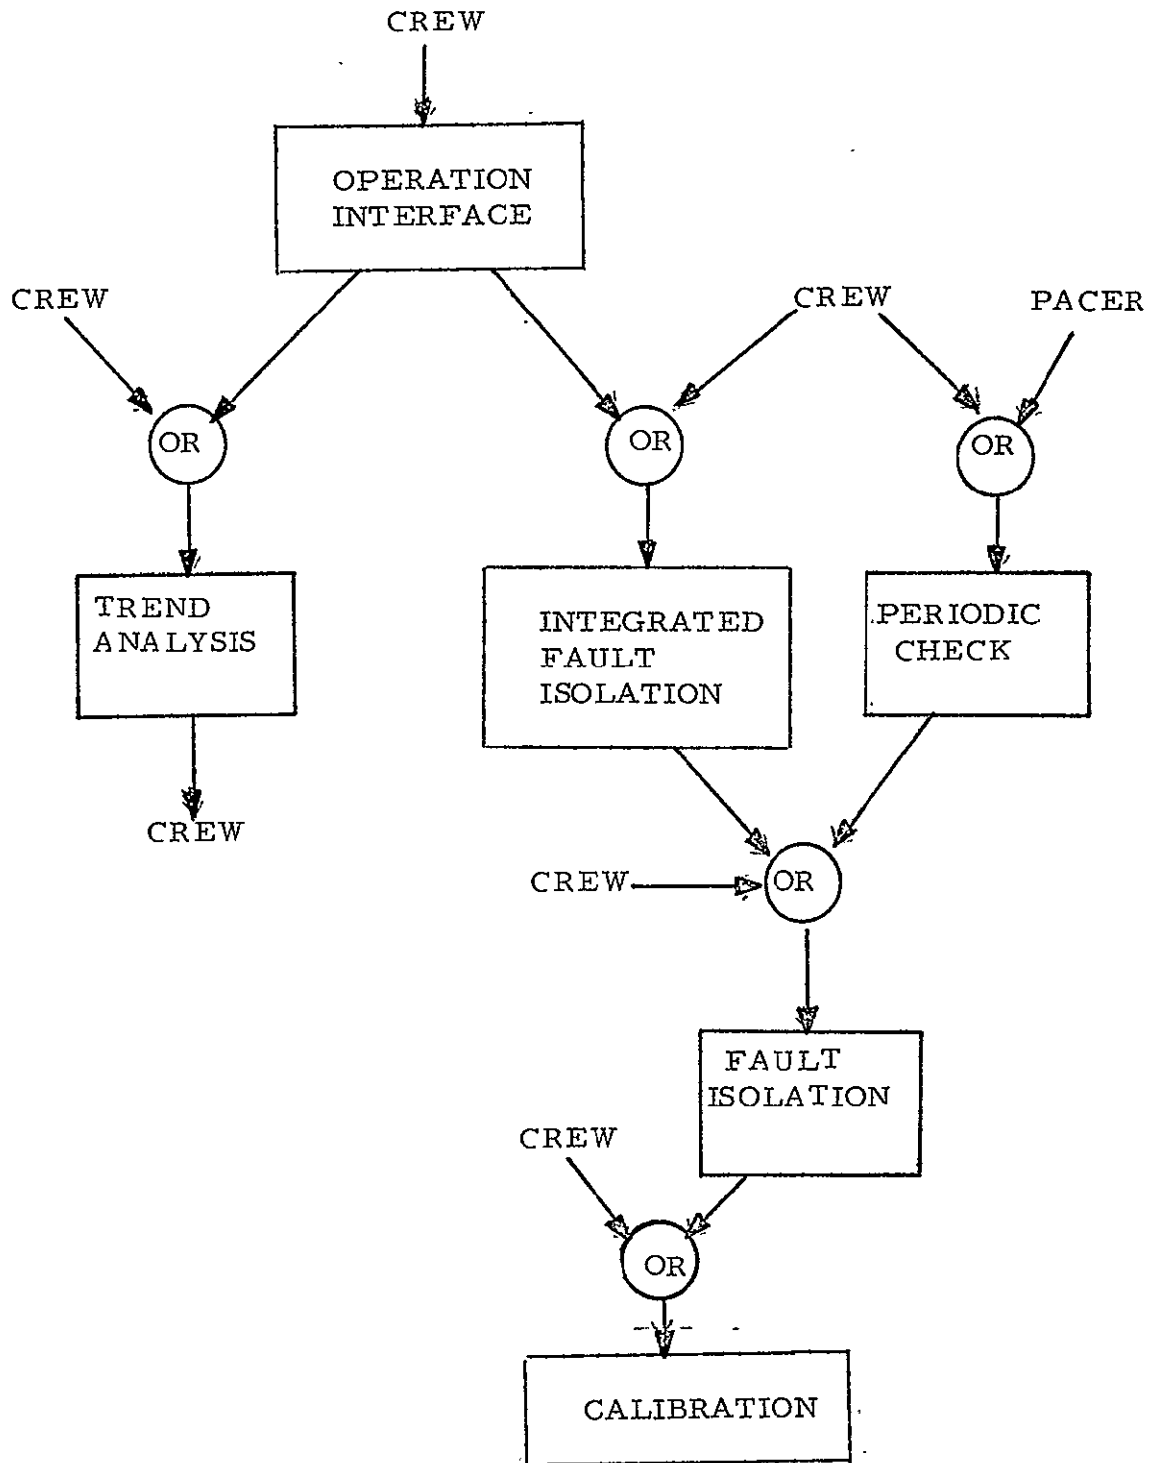 CREW
OPERATION
INTERFACE
CREW
CREW
PACER
OR
OR
OR
TREND
ANALYSIS
INTEGRATED
FAULT
ISOLATION
PERIODIC
CHECK
CREW
CREW
OR
FAULT
ISOLATION
CREW
OR
CALIBRATION